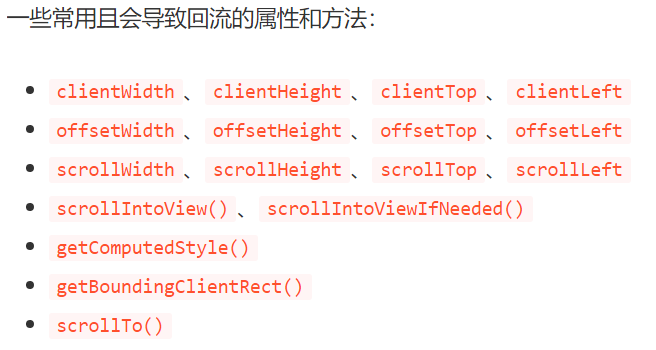 一些常用且会导致回流的属性和方法：
clientWidth、clientHeight、clientTop、clientLeft
offsetWidth、offsetHeight、offsetTop、offsetLeft
scrollWidth、scrollHeight、scrollTop、scrollLeft
scrollIntoView()、scrollIntoViewIfNeeded()
getComputedStyle()
getBoundingClientRect()
scrollTo()